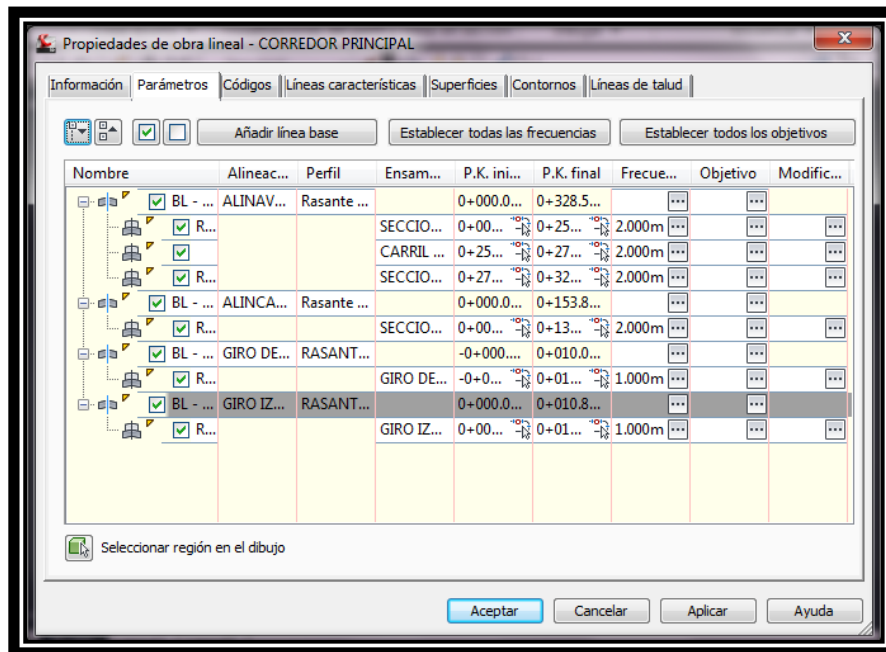 Propiedades de obra lineal - CORREDOR PRINCIPAL
Información Parámetros Códigos Líneas características Superficies Contornos Líneas de talud
Añadir línea base Establecer todas las frecuencias Establecer todos los objetivos
Nombre Alineac... Perfil Ensam... P.K. ini... P.K. final Frecue... Objetivo Modific...
BL - ... ALINAV... Rasante ... 0+000.0... 0+328.5...
R... SECCIO... 0+00... 0+25... 2.000m
CARRIL ... 0+25... 0+27... 2.000m
R... SECCIO... 0+27... 0+32... 2.000m
BL - ... ALINCA... Rasante ... 0+000.0... 0+153.8...
R... SECCIO... 0+00... 0+13... 2.000m
BL - ... GIRO DE... RASANT... -0+000.... 0+010.0...
R... GIRO DE... -0+0... 0+01... 1.000m
BL - ... GIRO IZ... RASANT... 0+000.0... 0+010.8...
R... GIRO IZ... 0+00... 0+01... 1.000m
Seleccionar región en el dibujo
Aceptar Cancelar Aplicar Ayuda